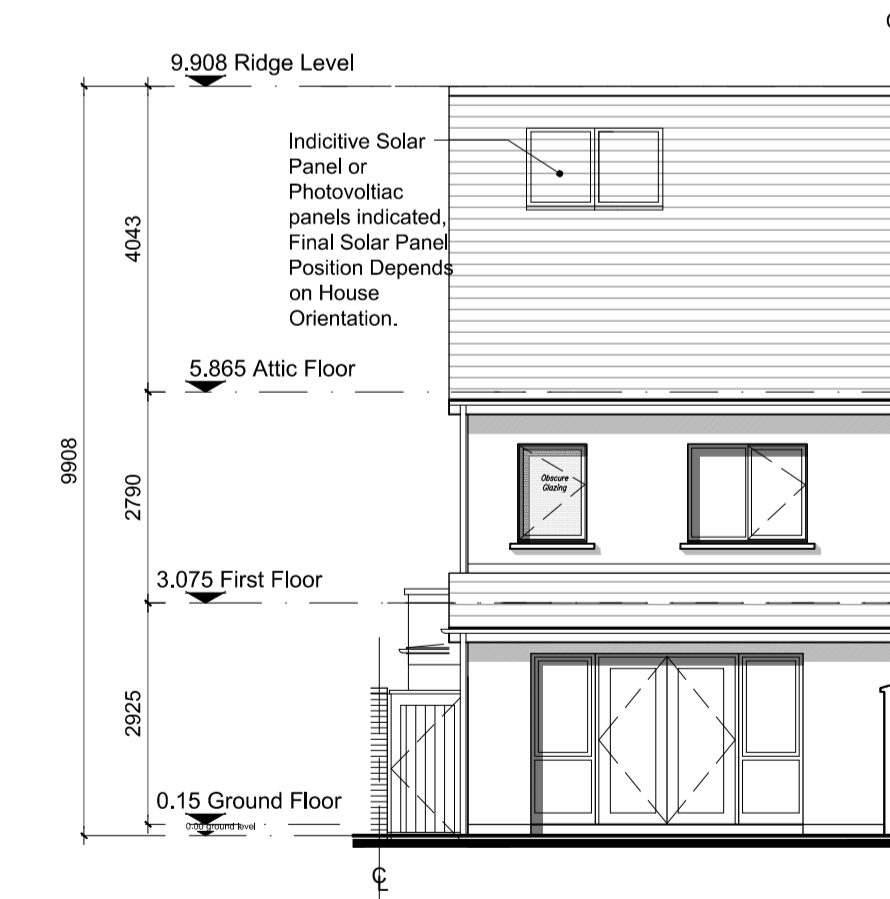 9.908 Ridge Level
Indicitive Solar
Panel or
Photovoltiac
panels indicated,
Final Solar Panel
Position Depends
on House
Orientation.
4043
5.865 Attic Floor
9908
2790
Obscure
Glazing
3.075 First Floor
2925
0.15 Ground Floor
0.00 ground level
℄